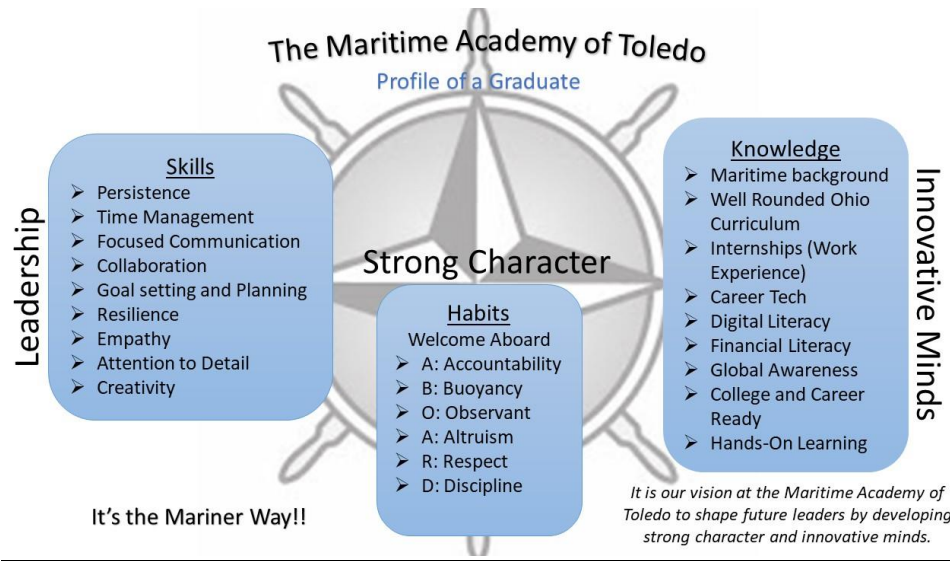 The Maritime Academy of Toledo
Profile of a Graduate
Leadership
Skills
➢ Persistence
➢ Time Management
➢ Focused Communication
➢ Collaboration
➢ Goal setting and Planning
➢ Resilience
➢ Empathy
➢ Attention to Detail
➢ Creativity
Strong Character
Habits
Welcome Aboard
➢ A: Accountability
➢ B: Buoyancy
➢ O: Observant
➢ A: Altruism
➢ R: Respect
➢ D: Discipline
Knowledge
➢ Maritime background
➢ Well Rounded Ohio
Curriculum
➢ Internships (Work
Experience)
➢ Career Tech
➢ Digital Literacy
➢ Financial Literacy
➢ Global Awareness
➢ College and Career
Ready
➢ Hands-On Learning
Innovative Minds
It's the Mariner Way!!
It is our vision at the Maritime Academy of
Toledo to shape future leaders by developing
strong character and innovative minds.